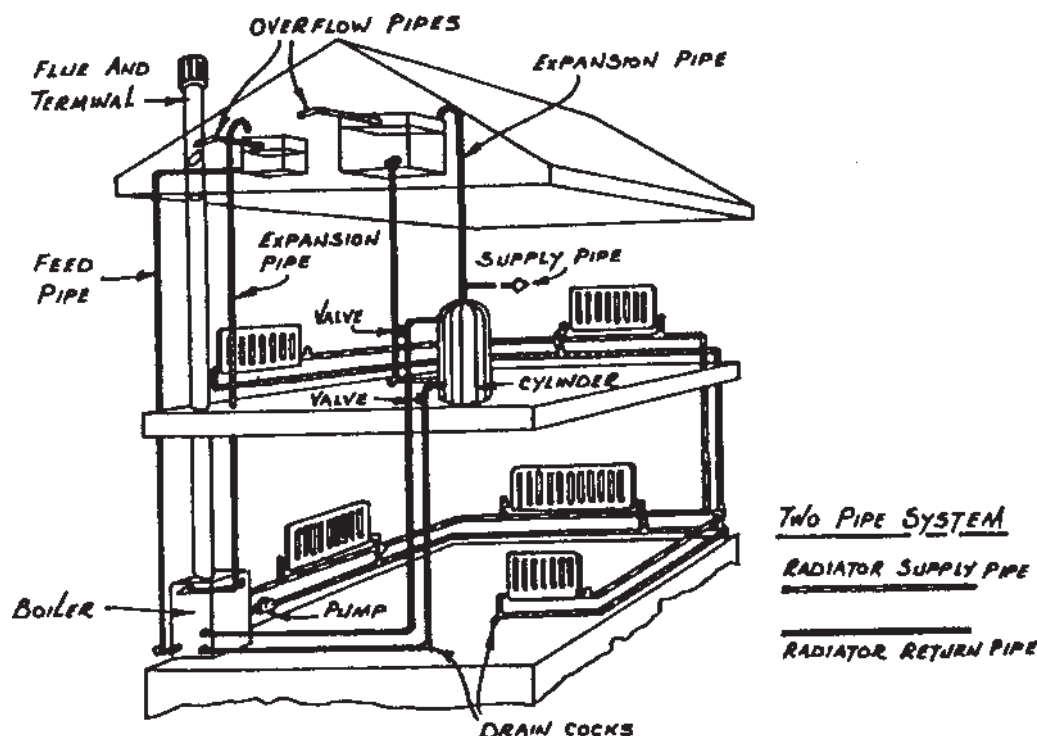 OVERFLOW PIPES
FLUE AND
TERMINAL
EXPANSION PIPE
EXPANSION
PIPE
FEED
PIPE
SUPPLY PIPE
VALVE
CYLINDER
VALVE
TWO PIPE SYSTEM
RADIATOR SUPPLY PIPE
BOILER
PUMP
RADIATOR RETURN PIPE
DRAIN COCKS